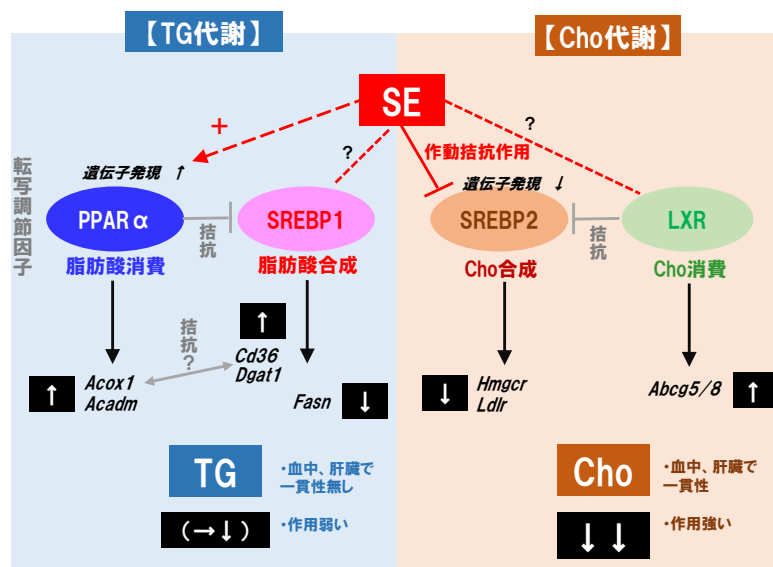 【TG代謝】
【Cho代謝】
SE
+
?
?
作動拮抗作用
転写調節因子
遺伝子発現 ↑
遺伝子発現 ↓
PPARα
拮抗
SREBP1
SREBP2
拮抗
LXR
脂肪酸消費
脂肪酸合成
Cho合成
Cho消費
拮抗?
↑
Cd36
Dgat1
↑
Acox1
Acadm
Fasn
↓
↓
Hmgcr
Ldlr
Abcg5/8
↑
TG
・血中、肝臓で
一貫性無し
(→↓)
・作用弱い
Cho
・血中、肝臓で
一貫性
↓↓
・作用強い